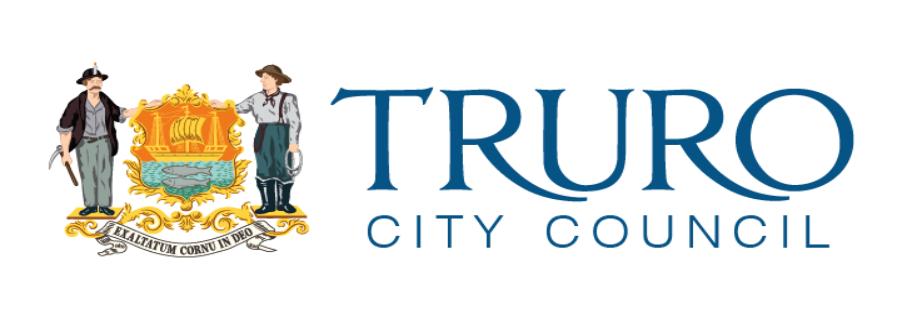 EXALTATUM CORNU IN DEO
TRURO
CITY COUNCIL